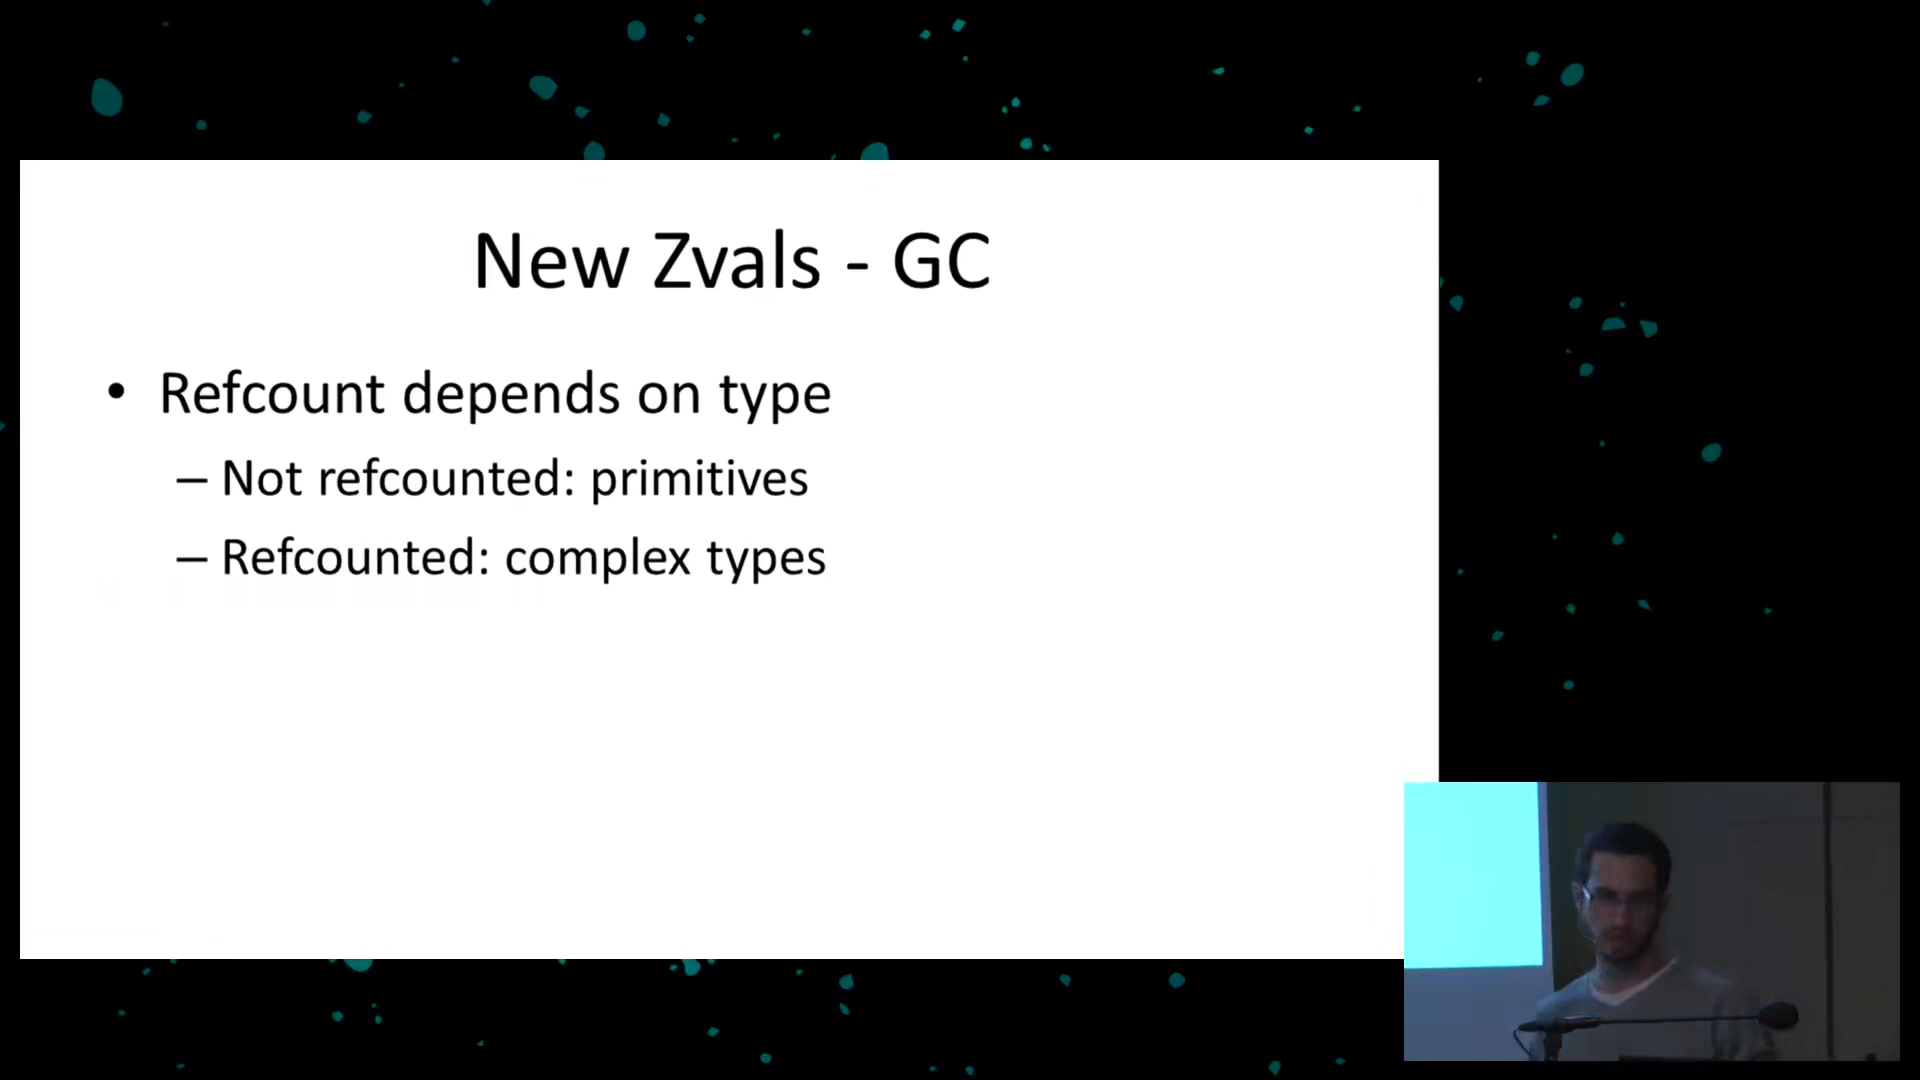 New Zvals - GC
• Refcount depends on type
– Not refcounted: primitives
– Refcounted: complex types